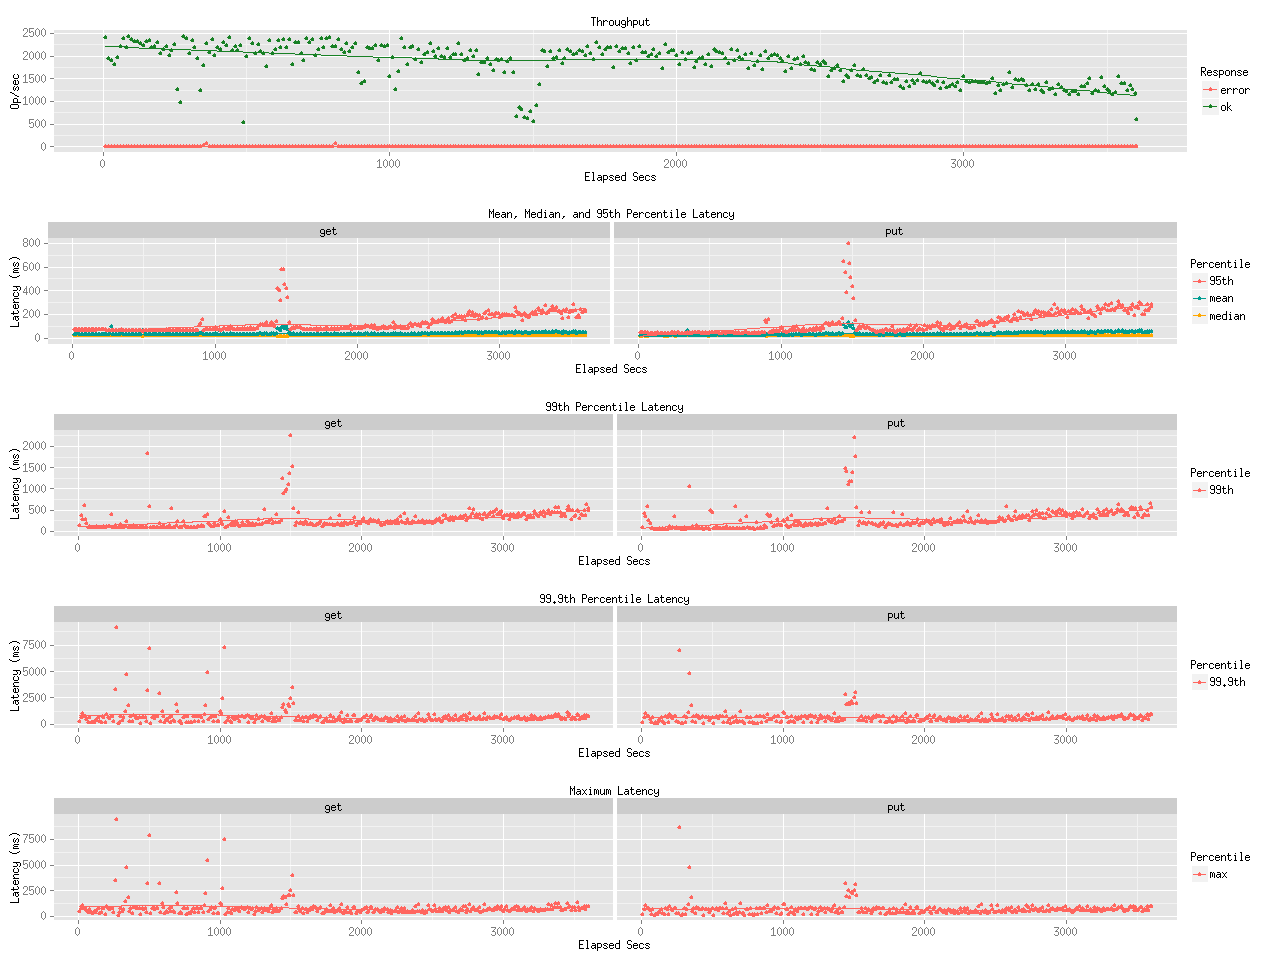 Throughput
2500
2000
1500
1000
500
0
Op/sec
0 1000 2000 3000
Elapsed Secs
Response
error
ok
Mean, Median, and 95th Percentile Latency
get put
800
600
400
200
0
Latency (ms)
0 1000 2000 3000 0 1000 2000 3000
Elapsed Secs
Percentile
95th
mean
median
99th Percentile Latency
get put
2000
1500
1000
500
0
Latency (ms)
0 1000 2000 3000 0 1000 2000 3000
Elapsed Secs
Percentile
99th
99.9th Percentile Latency
get put
7500
5000
2500
0
Latency (ms)
0 1000 2000 3000 0 1000 2000 3000
Elapsed Secs
Percentile
99.9th
Maximum Latency
get put
7500
5000
2500
0
Latency (ms)
0 1000 2000 3000 0 1000 2000 3000
Elapsed Secs
Percentile
max